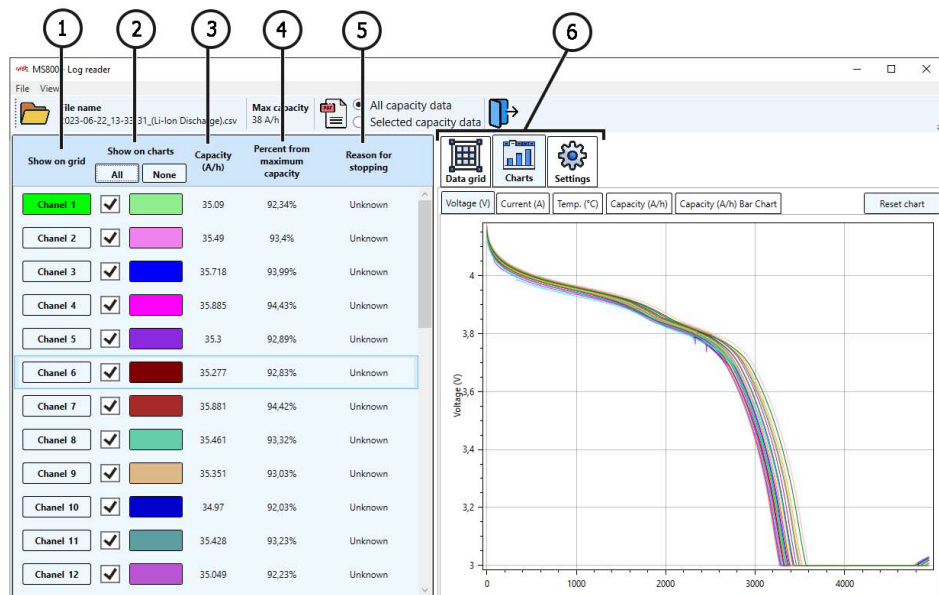 1 2 3 4 5 6
MS800 - Log reader
File View
File name
2023-06-22_13-33-31_(Li-Ion Discharge).csv
Max capacity
38 A/h
All capacity data
Selected capacity data
Show on grid
Show on charts
All None
Capacity
(A/h)
Percent from
maximum
capacity
Reason for
stopping
Data grid Charts Settings
Voltage (V) Current (A) Temp. (°C) Capacity (A/h) Capacity (A/h) Bar Chart Reset chart
Chanel 1 35.09 92,34% Unknown
Chanel 2 35.49 93,4% Unknown
Chanel 3 35.718 93,99% Unknown
Chanel 4 35.885 94,43% Unknown
Chanel 5 35.3 92,89% Unknown
Chanel 6 35.277 92,83% Unknown
Chanel 7 35.881 94,42% Unknown
Chanel 8 35.461 93,32% Unknown
Chanel 9 35.351 93,03% Unknown
Chanel 10 34.97 92,03% Unknown
Chanel 11 35.428 93,23% Unknown
Chanel 12 35.049 92,23% Unknown
Voltage (V)
4
3,8
3,6
3,4
3,2
3
0 1000 2000 3000 4000